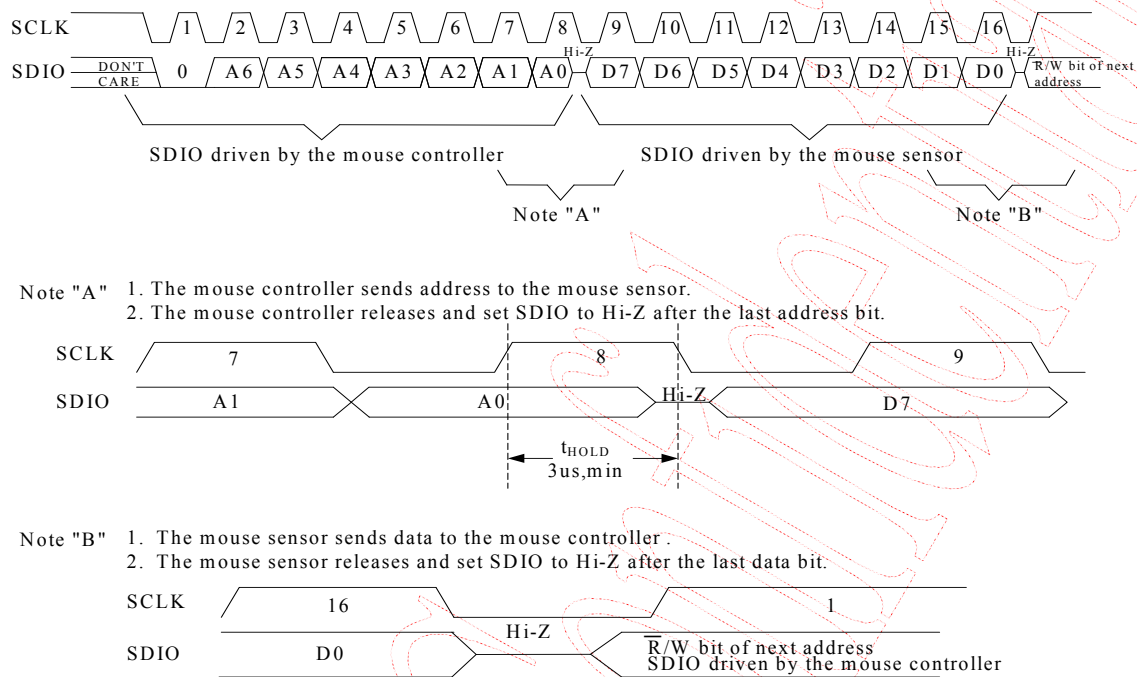 SCLK 1 2 3 4 5 6 7 8 9 10 11 12 13 14 15 16
Hi-Z Hi-Z
SDIO DON'T CARE 0 A6 A5 A4 A3 A2 A1 A0 D7 D6 D5 D4 D3 D2 D1 D0 R̅/W bit of next address
SDIO driven by the mouse controller SDIO driven by the mouse sensor
Note "A" Note "B"
Note "A" 1. The mouse controller sends address to the mouse sensor.
2. The mouse controller releases and set SDIO to Hi-Z after the last address bit.
SCLK 7 8 9
SDIO A1 A0 Hi-Z D7
tHOLD
3us,min
Note "B" 1. The mouse sensor sends data to the mouse controller .
2. The mouse sensor releases and set SDIO to Hi-Z after the last data bit.
SCLK 16 1
Hi-Z
SDIO D0 R̅/W bit of next address
SDIO driven by the mouse controller